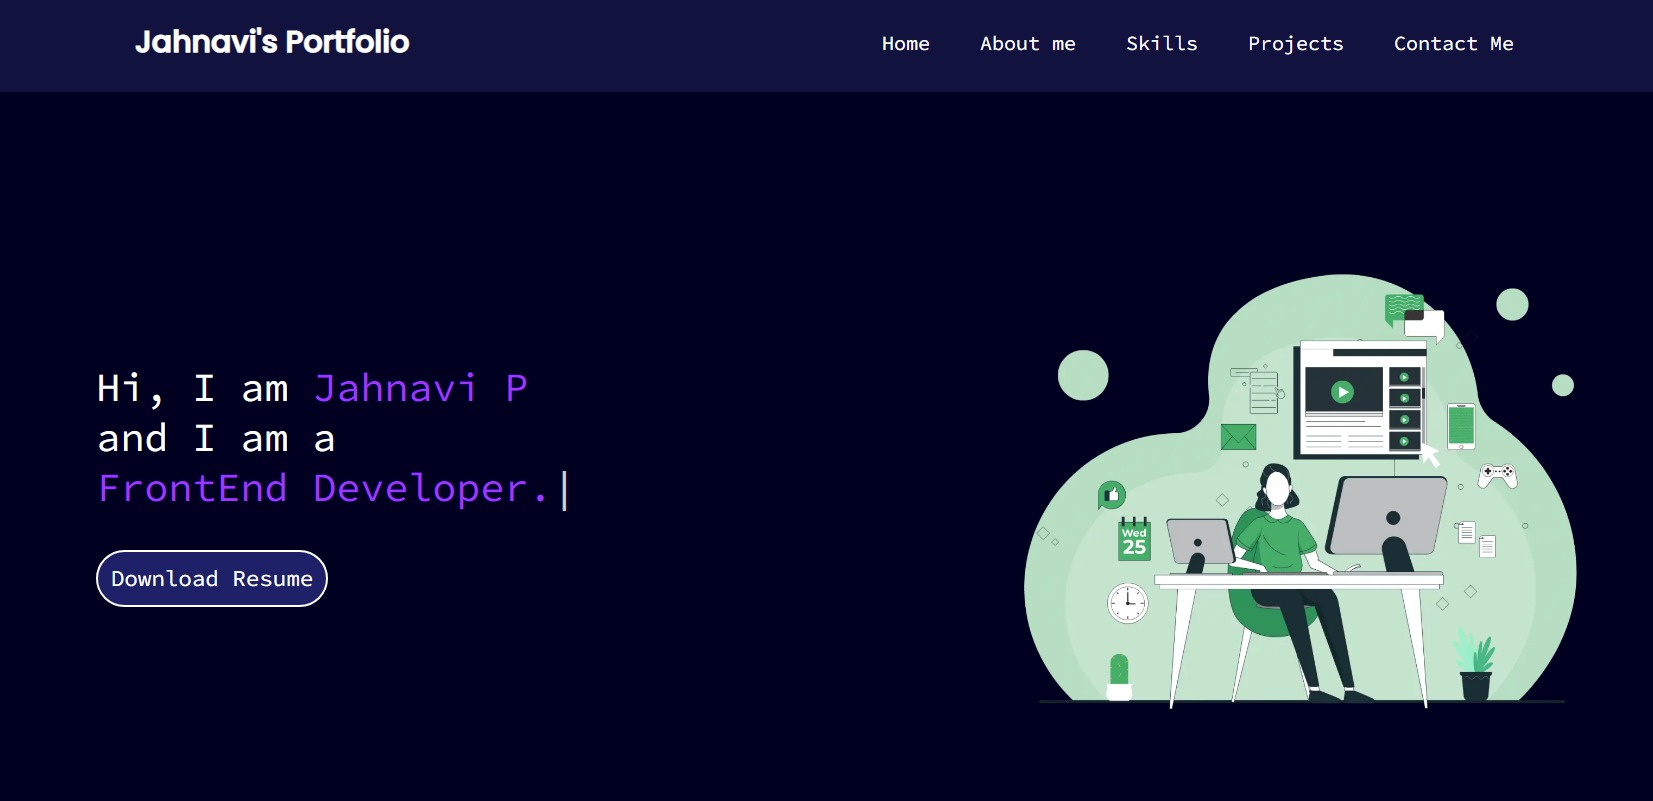 Jahnavi's Portfolio
Home About me Skills Projects Contact Me
Hi, I am Jahnavi P
and I am a
FrontEnd Developer.|
Download Resume
Wed
25